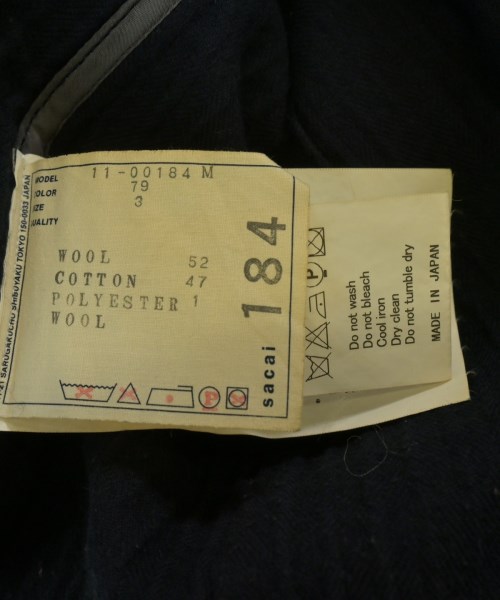 MODEL 11-00184 M
COLOR 79
SIZE 3
QUALITY
WOOL 52
COTTON 47
POLYESTER 1
WOOL
184
sacai
SARUGAKUCHO SHIBUYAKU TOKYO 150-0033 JAPAN
P
Do not wash
Do not bleach
Cool iron
Dry clean
Do not tumble dry
MADE IN JAPAN